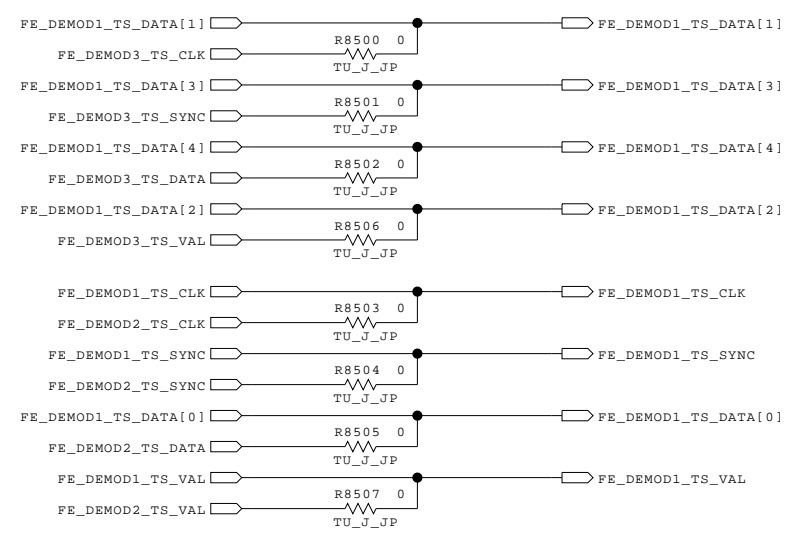 FE_DEMOD1_TS_DATA[1] FE_DEMOD1_TS_DATA[1]
R8500 0
FE_DEMOD3_TS_CLK
TU_J_JP
FE_DEMOD1_TS_DATA[3] FE_DEMOD1_TS_DATA[3]
R8501 0
FE_DEMOD3_TS_SYNC
TU_J_JP
FE_DEMOD1_TS_DATA[4] FE_DEMOD1_TS_DATA[4]
R8502 0
FE_DEMOD3_TS_DATA
TU_J_JP
FE_DEMOD1_TS_DATA[2] FE_DEMOD1_TS_DATA[2]
R8506 0
FE_DEMOD3_TS_VAL
TU_J_JP
FE_DEMOD1_TS_CLK FE_DEMOD1_TS_CLK
R8503 0
FE_DEMOD2_TS_CLK
TU_J_JP
FE_DEMOD1_TS_SYNC FE_DEMOD1_TS_SYNC
R8504 0
FE_DEMOD2_TS_SYNC
TU_J_JP
FE_DEMOD1_TS_DATA[0] FE_DEMOD1_TS_DATA[0]
R8505 0
FE_DEMOD2_TS_DATA
TU_J_JP
FE_DEMOD1_TS_VAL FE_DEMOD1_TS_VAL
R8507 0
FE_DEMOD2_TS_VAL
TU_J_JP